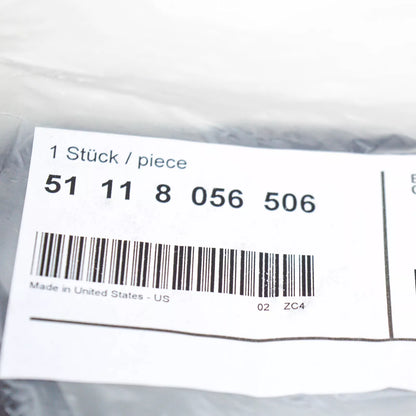 1 Stück / piece
51 11 8 056 506
Made in United States - US
02 ZC4